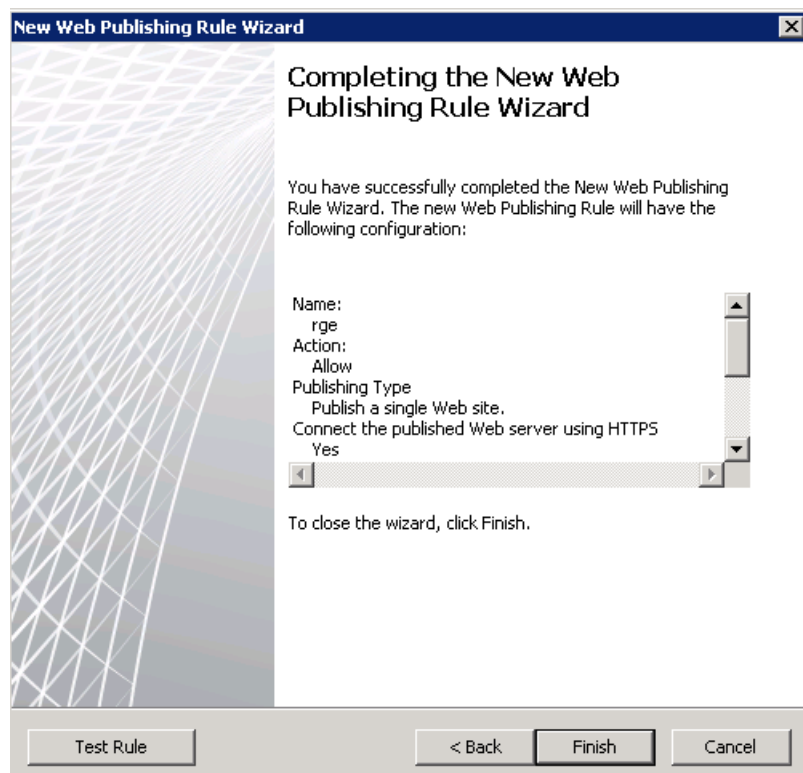 New Web Publishing Rule Wizard
Completing the New Web
Publishing Rule Wizard
You have successfully completed the New Web Publishing
Rule Wizard. The new Web Publishing Rule will have the
following configuration:
Name:
rge
Action:
Allow
Publishing Type
Publish a single Web site.
Connect the published Web server using HTTPS
Yes
To close the wizard, click Finish.
Test Rule
< Back
Finish
Cancel